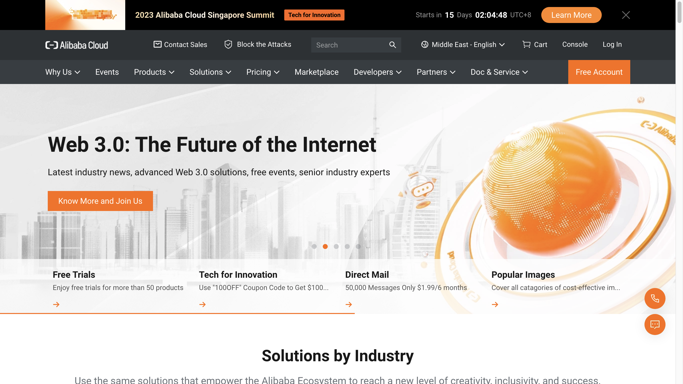 2023 Alibaba Cloud Singapore Summit Tech for Innovation Starts in 15 Days 02:04:48 UTC+8 Learn More
Alibaba Cloud Contact Sales Block the Attacks Search Middle East - English Cart Console Log In
Why Us Events Products Solutions Pricing Marketplace Developers Partners Doc & Service Free Account
Web 3.0: The Future of the Internet
Latest industry news, advanced Web 3.0 solutions, free events, senior industry experts
Know More and Join Us
Free Trials Tech for Innovation Direct Mail Popular Images
Enjoy free trials for more than 50 products Use "100OFF" Coupon Code to Get $100... 50,000 Messages Only $1.99/6 months Cover all catagories of cost-effective im...
Solutions by Industry
Use the same solutions that empower the Alibaba Ecosystem to reach a new level of creativity, inclusivity, and success.